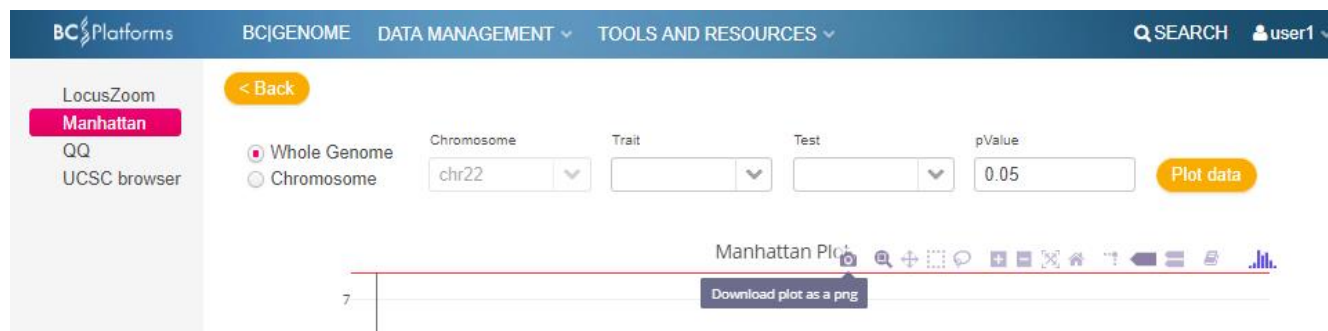 BC Platforms BC|GENOME DATA MANAGEMENT TOOLS AND RESOURCES SEARCH user1
LocusZoom
Manhattan
QQ
UCSC browser
< Back
Whole Genome
Chromosome
Chromosome
chr22
Trait
Test
pValue
0.05
Plot data
Manhattan Plot
Download plot as a png
7